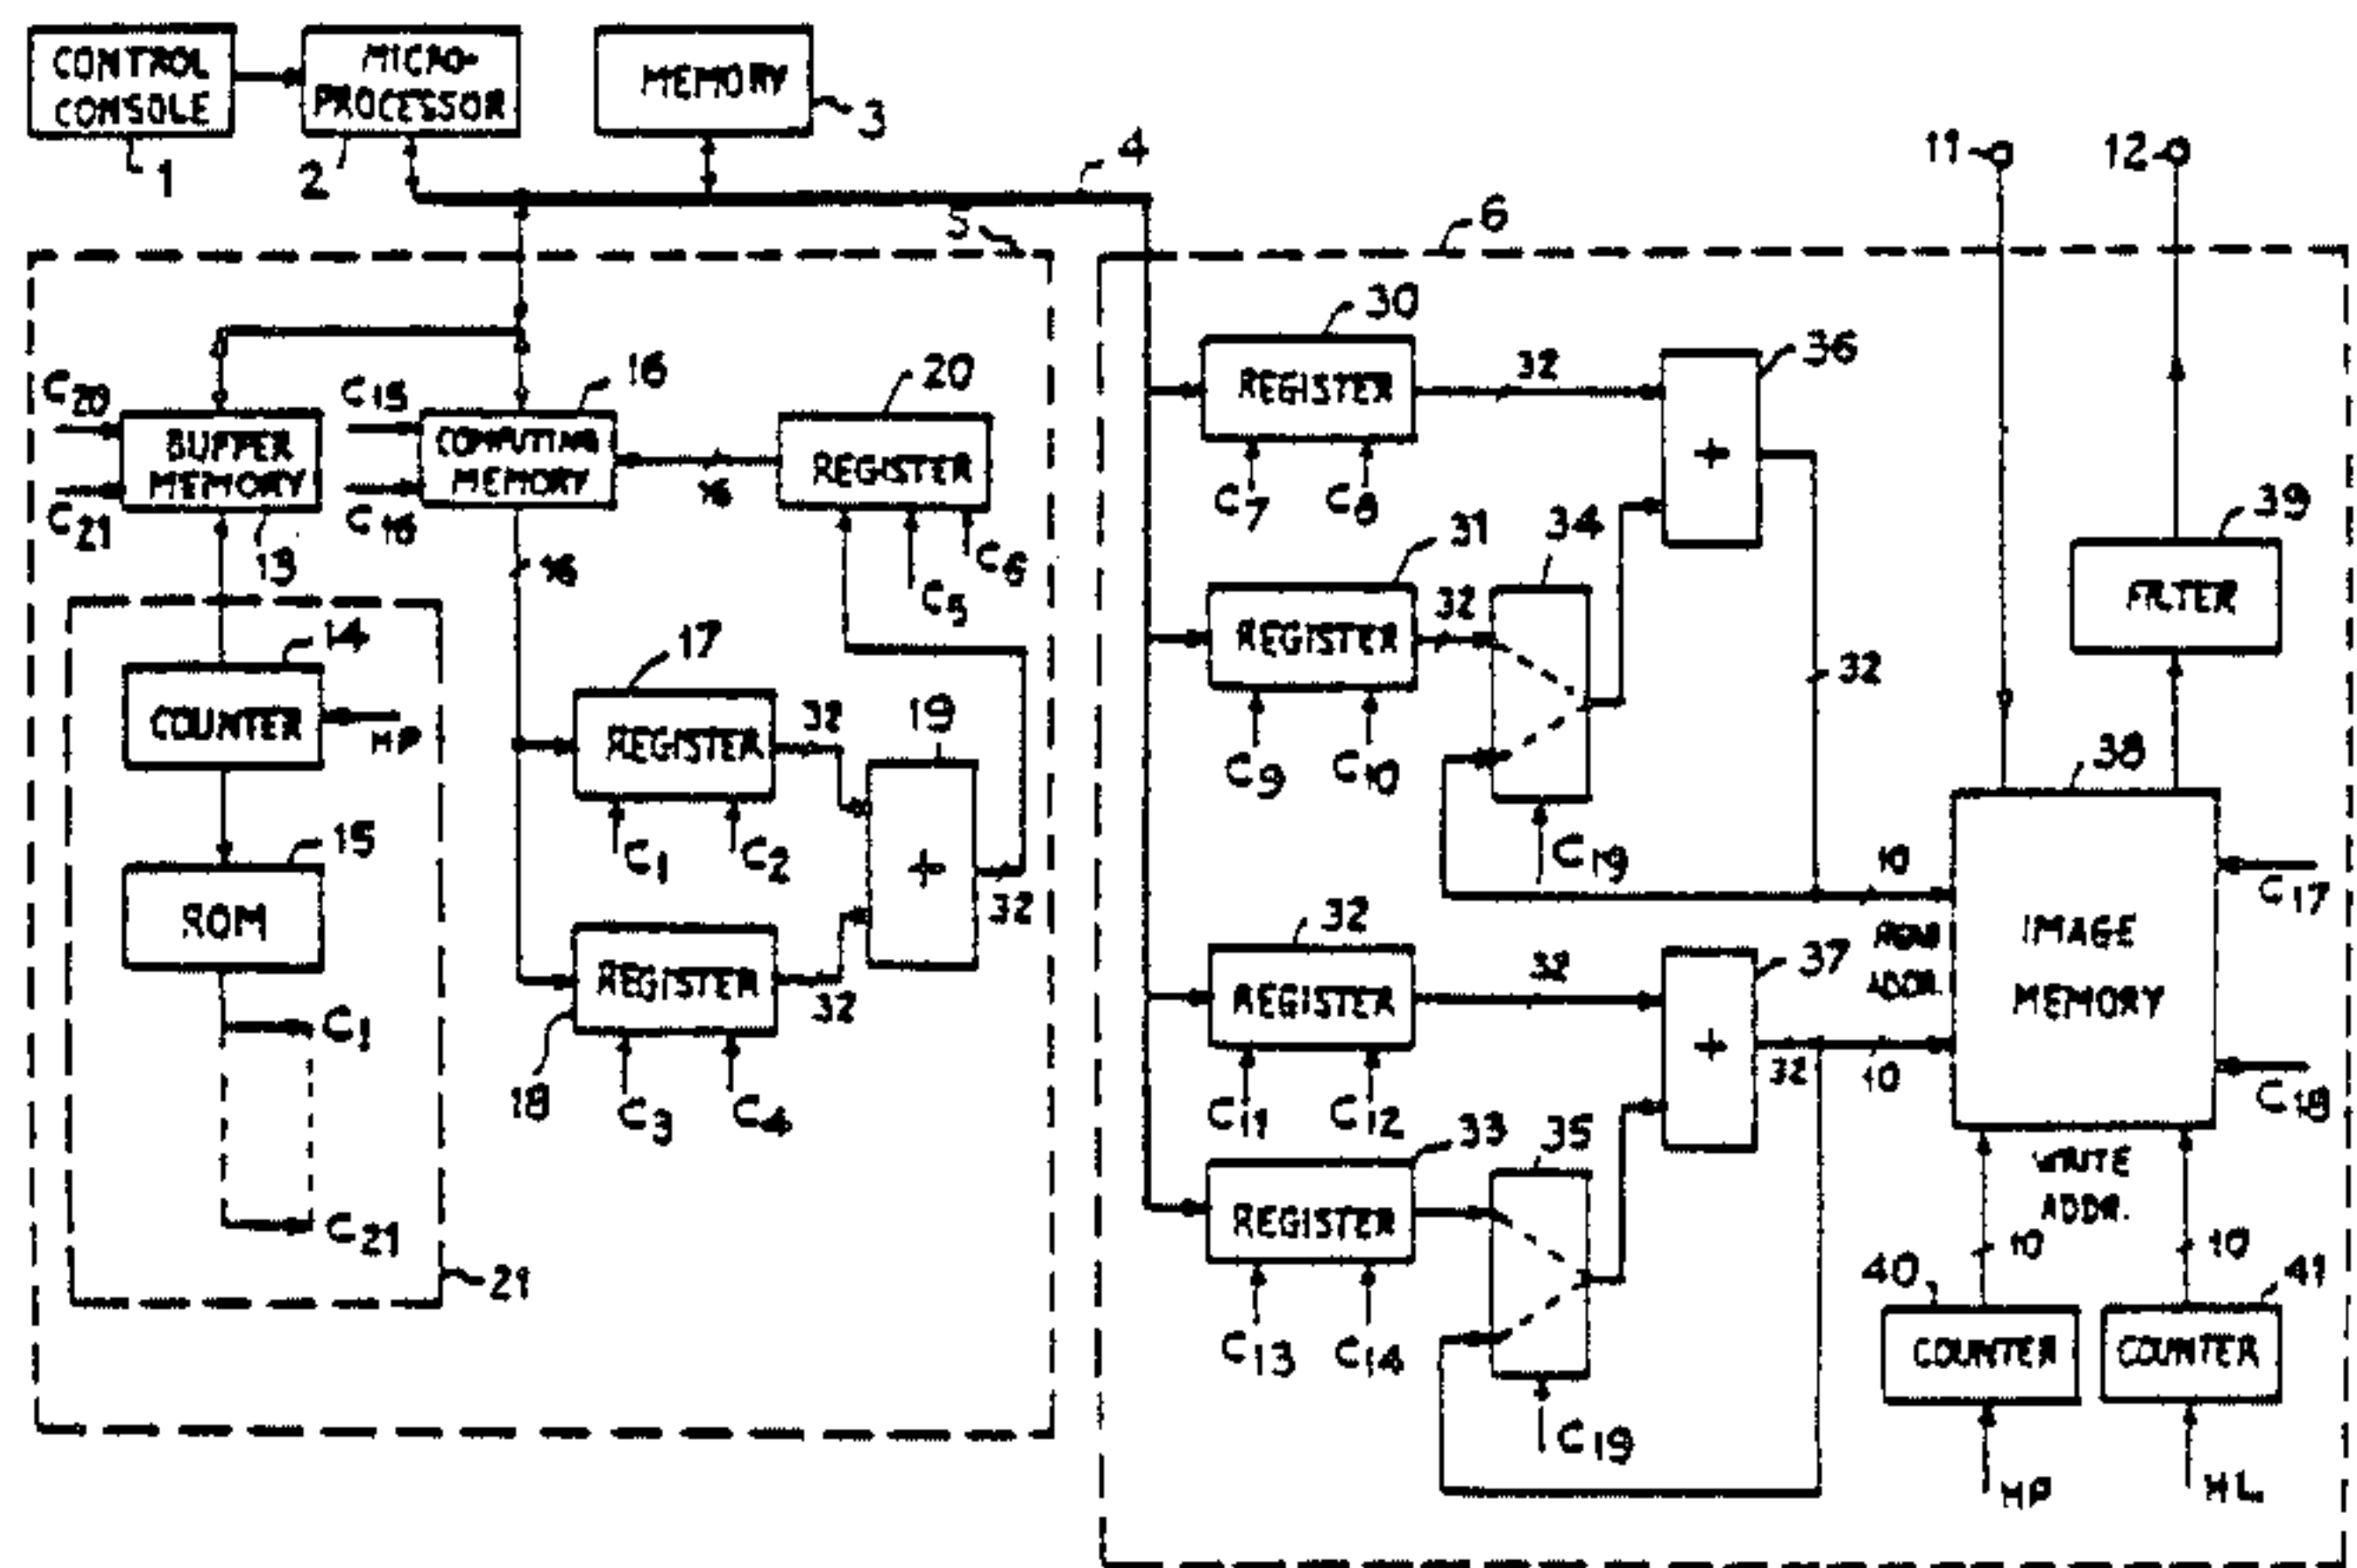 CONTROL
CONSOLE
1
MICRO-
PROCESSOR
2
MEMORY
3
4
5
6
11
12
C20
C21
BUFFER
MEMORY
13
C15
C16
COMPUTING
MEMORY
16
16
16
20
REGISTER
C5
C6
14
COUNTER
HP
15
ROM
C1
C21
21
17
REGISTER
32
C1
C2
19
+
32
18
REGISTER
32
C3
C4
30
REGISTER
32
C7
C8
36
+
31
REGISTER
32
C9
C10
34
C19
32
10
32
REGISTER
32
C11
C12
37
+
32
10
33
REGISTER
C13
C14
35
C19
39
FILTER
38
IMAGE
MEMORY
ADDR.
C17
C18
WRITE
ADDR.
10
10
40
COUNTER
HP
41
COUNTER
HL